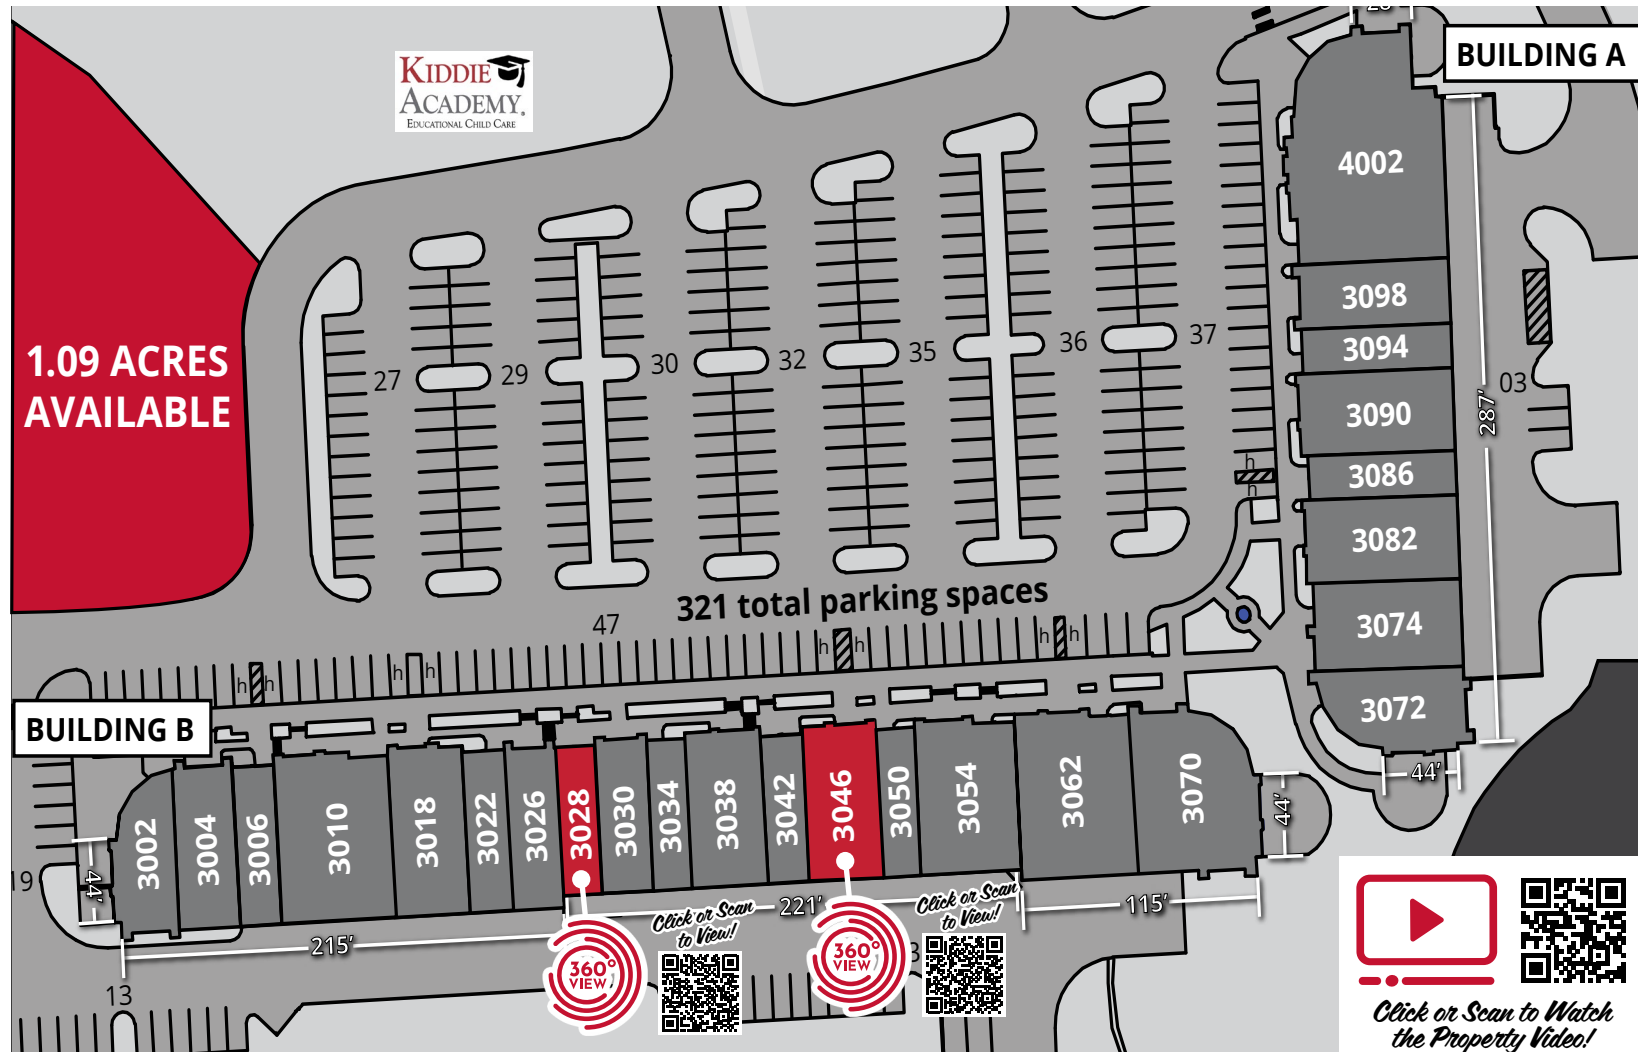 BUILDING A
KIDDIE
ACADEMY®
EDUCATIONAL CHILD CARE
4002
3098
3094
3090
3086
3082
3074
3072
287'
03
44'
1.09 ACRES
AVAILABLE
27
29
30
32
35
36
37
h
h
321 total parking spaces
47
h
h
h
h
h
h
h
h
BUILDING B
3002
3004
3006
3010
3018
3022
3026
3028
3030
3034
3038
3042
3046
3050
3054
3062
3070
44'
44'
19
215'
221'
115'
13
360°
VIEW
Click or Scan
to View!
360°
VIEW
Click or Scan
to View!
Click or Scan to Watch
the Property Video!